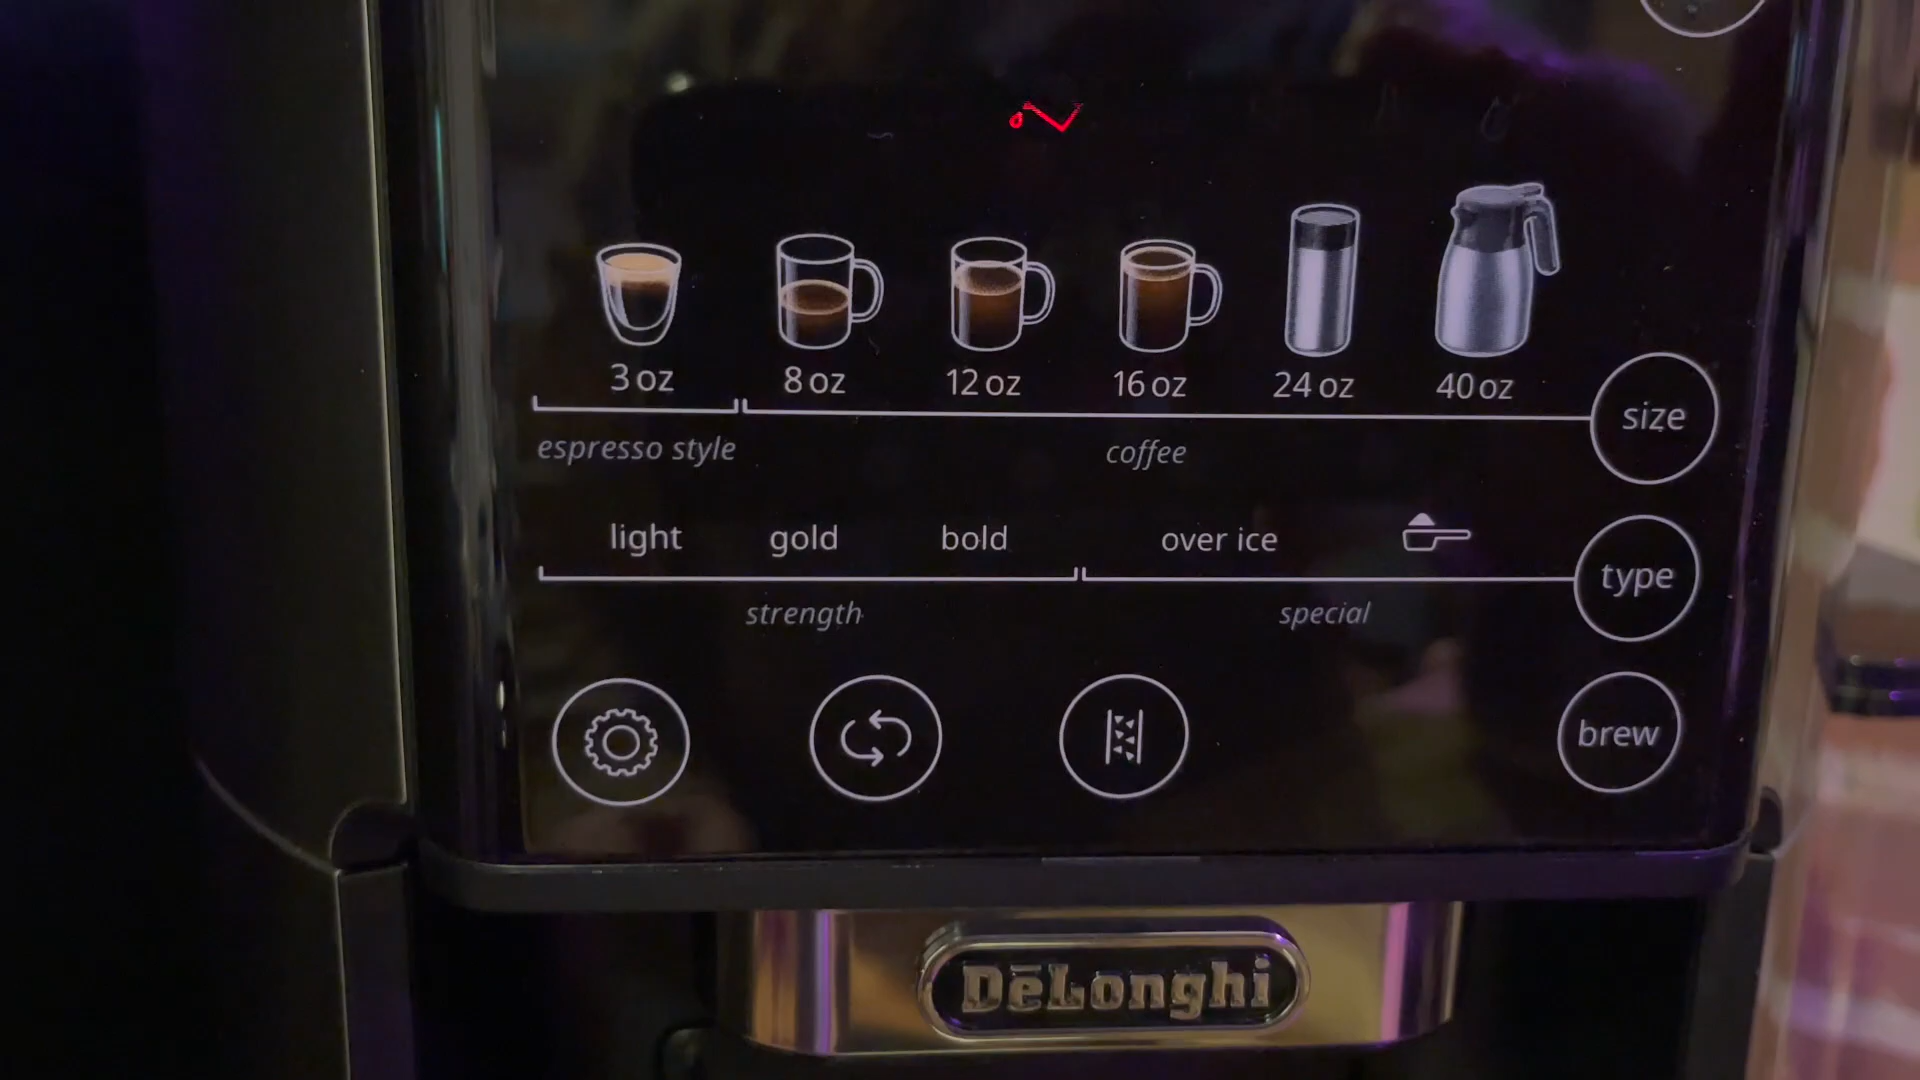 3 oz 8 oz 12 oz 16 oz 24 oz 40 oz
size
espresso style coffee
light gold bold over ice
type
strength special
brew
DēLonghi